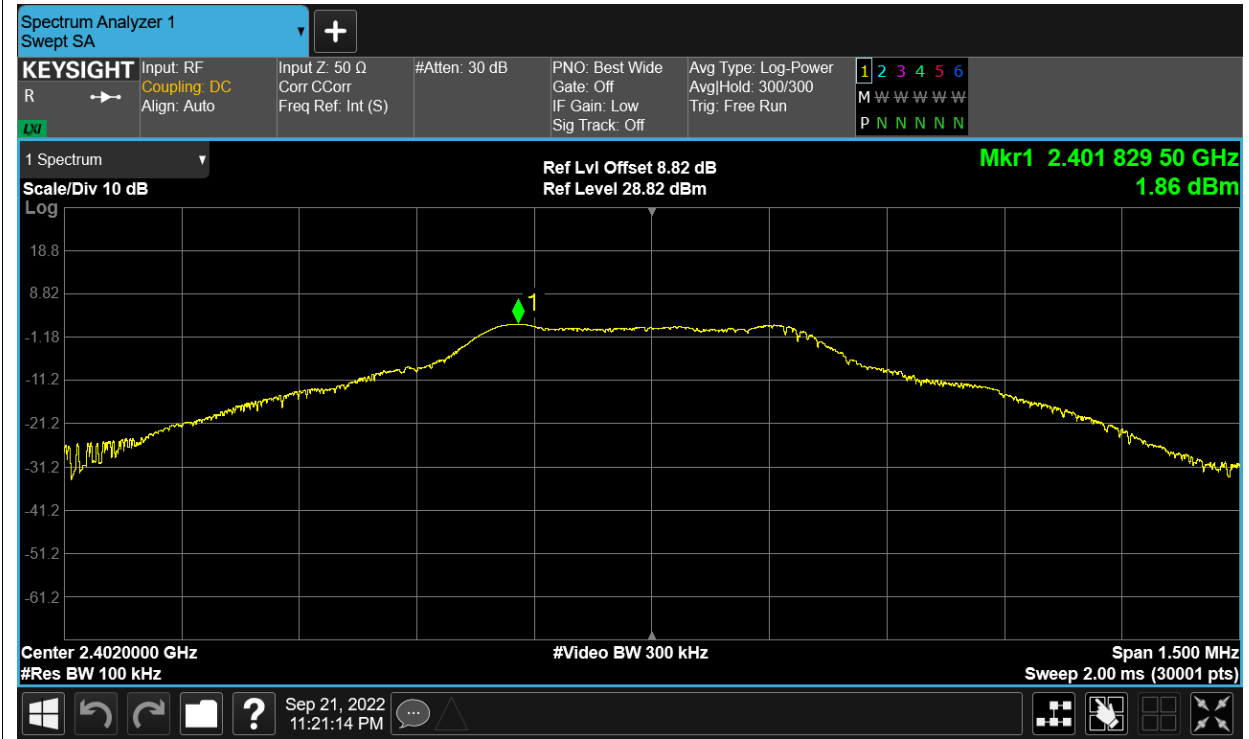 Spectrum Analyzer 1
Swept SA
KEYSIGHT
R
LXI
Input: RF
Coupling: DC
Align: Auto
Input Z: 50 Ω
Corr CCorr
Freq Ref: Int (S)
#Atten: 30 dB
PNO: Best Wide
Gate: Off
IF Gain: Low
Sig Track: Off
Avg Type: Log-Power
Avg|Hold: 300/300
Trig: Free Run
1 2 3 4 5 6
M W W W W W
P N N N N N
1 Spectrum
Scale/Div 10 dB
Log
Ref Lvl Offset 8.82 dB
Ref Level 28.82 dBm
Mkr1 2.401 829 50 GHz
1.86 dBm
18.8
8.82
1
-1.18
-11.2
-21.2
-31.2
-41.2
-51.2
-61.2
Center 2.4020000 GHz
#Video BW 300 kHz
Span 1.500 MHz
#Res BW 100 kHz
Sweep 2.00 ms (30001 pts)
?
Sep 21, 2022
11:21:14 PM